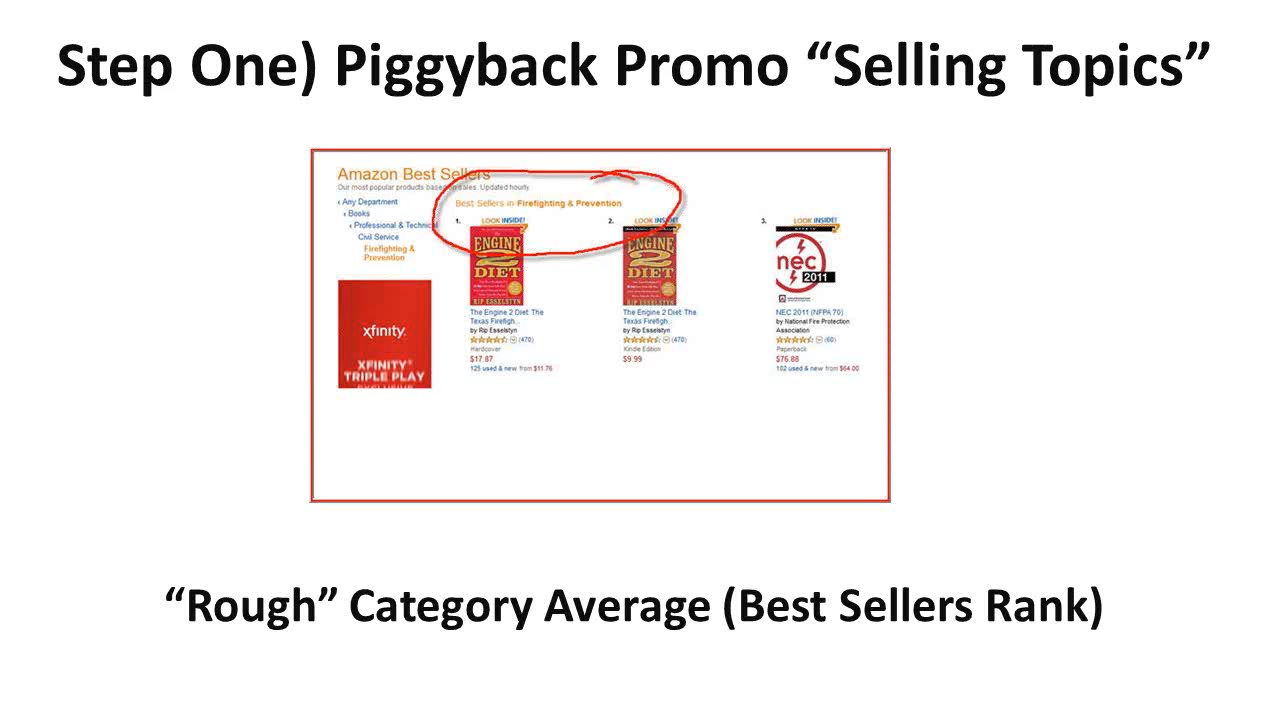 Step One) Piggyback Promo “Selling Topics”
Amazon Best Sellers
Our most popular products based on sales. Updated hourly.
‹ Any Department
‹ Books
‹ Professional & Technical
Civil Service
Firefighting &
Prevention
xfinity.
XFINITY®
TRIPLE PLAY
Best Sellers in Firefighting & Prevention
1.
LOOK INSIDE!
ENGINE
2
DIET
RIP ESSELSTYN
The Engine 2 Diet: The
Texas Firefigh...
by Rip Esselstyn
(470)
Hardcover
$17.87
125 used & new from $11.76
2.
LOOK INSIDE!
ENGINE
2
DIET
RIP ESSELSTYN
The Engine 2 Diet: The
Texas Firefigh...
by Rip Esselstyn
(470)
Kindle Edition
$9.99
3.
LOOK INSIDE!
nec
2011
NEC 2011 (NFPA 70)
by National Fire Protection
Association
(60)
Paperback
$76.88
102 used & new from $64.00
“Rough” Category Average (Best Sellers Rank)